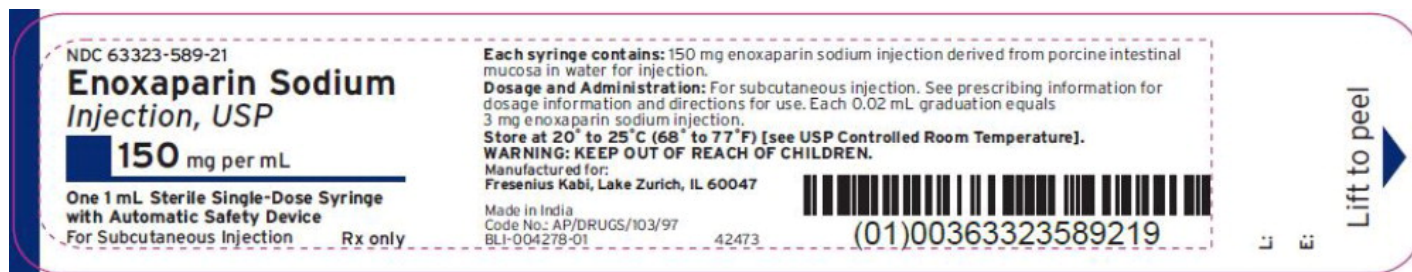 NDC 63323-589-21
Enoxaparin Sodium
Injection, USP
150 mg per mL
One 1 mL Sterile Single-Dose Syringe
with Automatic Safety Device
For Subcutaneous Injection Rx only
Each syringe contains: 150 mg enoxaparin sodium injection derived from porcine intestinal
mucosa in water for injection.
Dosage and Administration: For subcutaneous injection. See prescribing information for
dosage information and directions for use. Each 0.02 mL graduation equals
3 mg enoxaparin sodium injection.
Store at 20˚ to 25˚C (68˚ to 77˚F) [see USP Controlled Room Temperature].
WARNING: KEEP OUT OF REACH OF CHILDREN.
Manufactured for:
Fresenius Kabi, Lake Zurich, IL 60047
Made in India
Code No.: AP/DRUGS/103/97
BLI-004278-01 42473
(01)00363323589219
L:
E:
Lift to peel